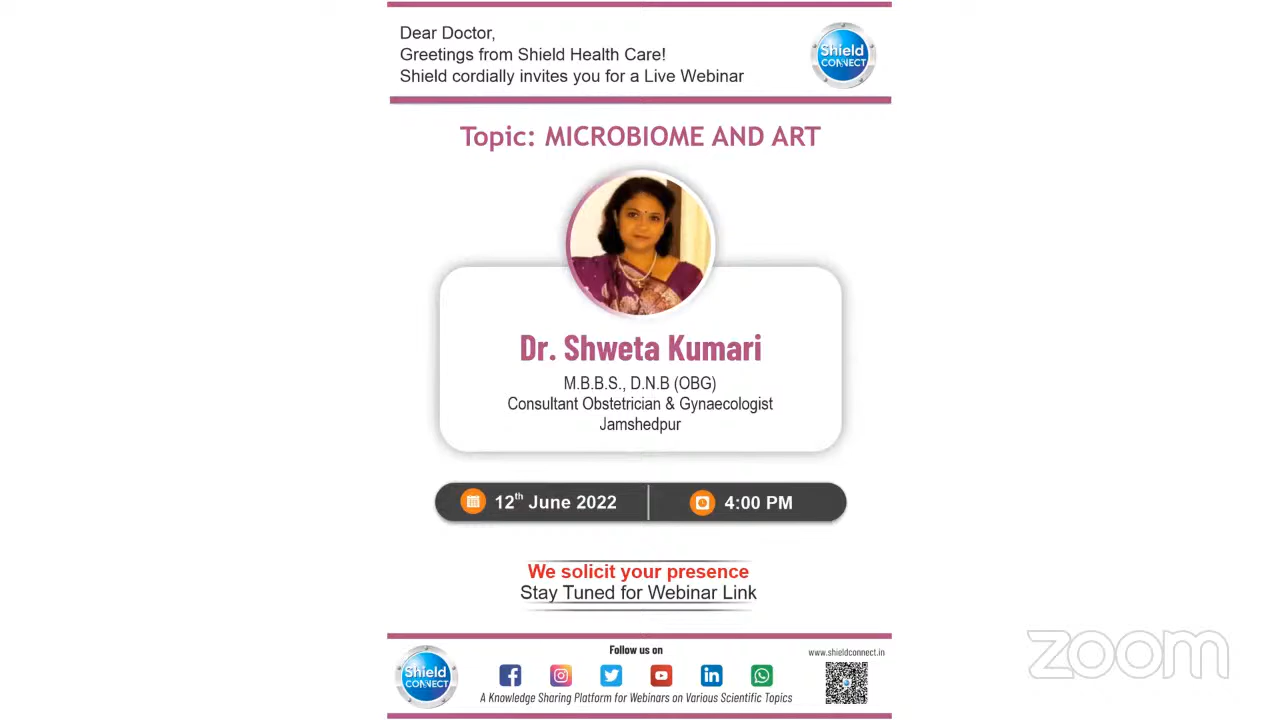 Dear Doctor,
Greetings from Shield Health Care!
Shield cordially invites you for a Live Webinar
Shield
CONNECT
Topic: MICROBIOME AND ART
Dr. Shweta Kumari
M.B.B.S., D.N.B (OBG)
Consultant Obstetrician & Gynaecologist
Jamshedpur
12th June 2022
4:00 PM
We solicit your presence
Stay Tuned for Webinar Link
Shield
CONNECT
Follow us on
www.shieldconnect.in
A Knowledge Sharing Platform for Webinars on Various Scientific Topics
zoom